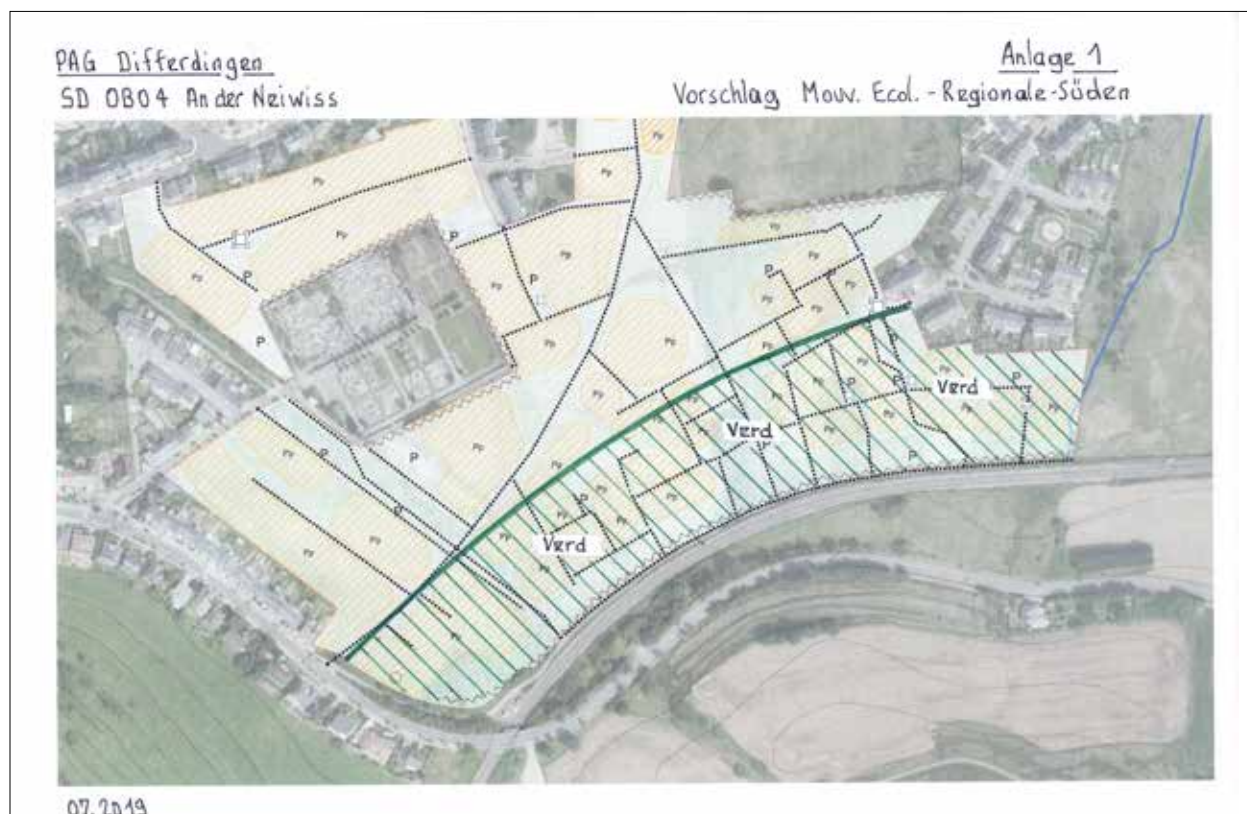 PAG Differdingen
SD OB04 An der Neiwiss
Anlage 1
Vorschlag Mouv. Ecol. - Regionale - Süden
P
P
P
P
P
P
P
P
P
P
Verd
Verd
Verd
07.2019